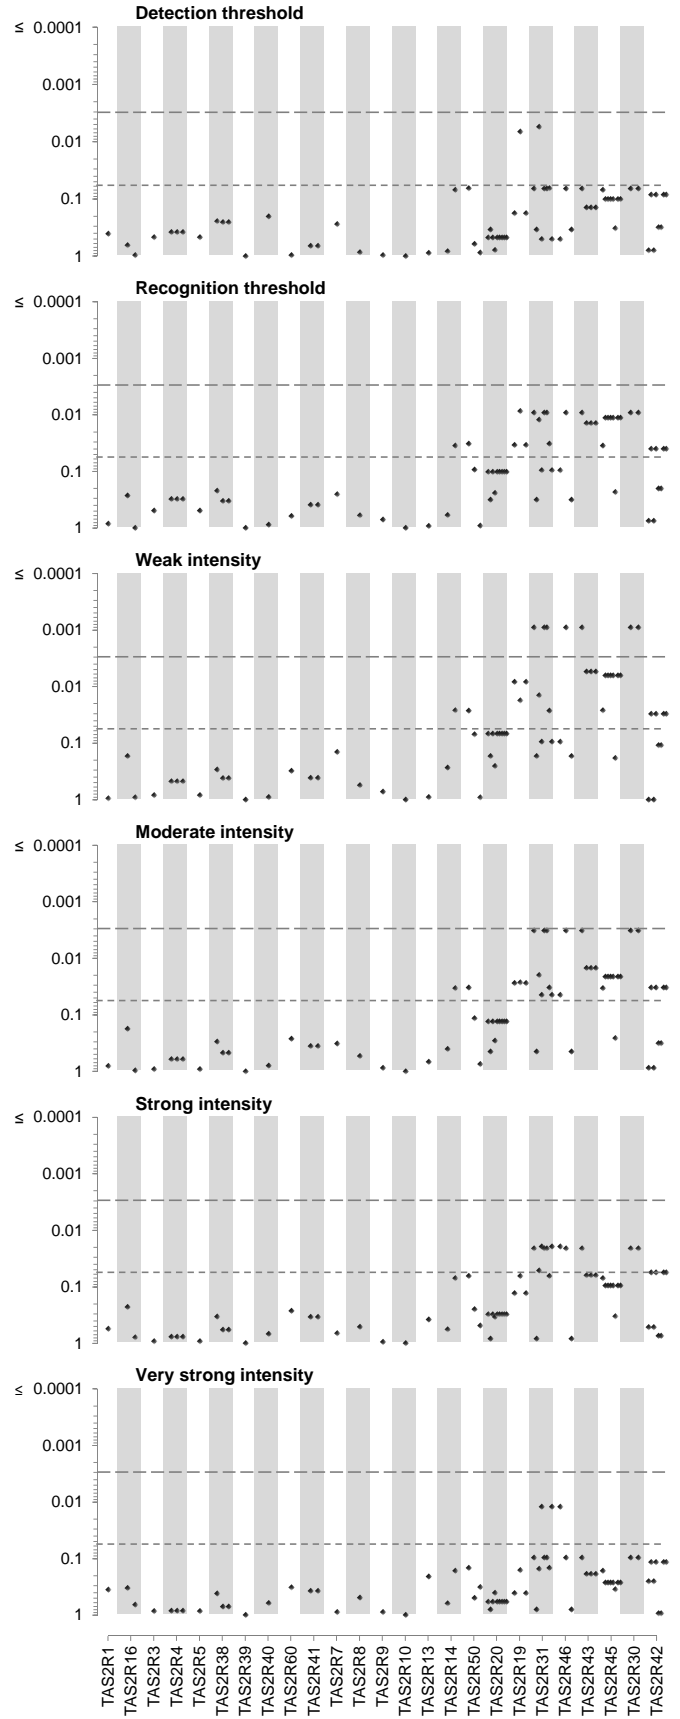 Detection threshold
≤ 0.0001
0.001
0.01
0.1
1
Recognition threshold
≤ 0.0001
0.001
0.01
0.1
1
Weak intensity
≤ 0.0001
0.001
0.01
0.1
1
Moderate intensity
≤ 0.0001
0.001
0.01
0.1
1
Strong intensity
≤ 0.0001
0.001
0.01
0.1
1
Very strong intensity
≤ 0.0001
0.001
0.01
0.1
1
TAS2R1
TAS2R16
TAS2R3
TAS2R4
TAS2R5
TAS2R38
TAS2R39
TAS2R40
TAS2R60
TAS2R41
TAS2R7
TAS2R8
TAS2R9
TAS2R10
TAS2R13
TAS2R14
TAS2R50
TAS2R20
TAS2R19
TAS2R31
TAS2R46
TAS2R43
TAS2R45
TAS2R30
TAS2R42